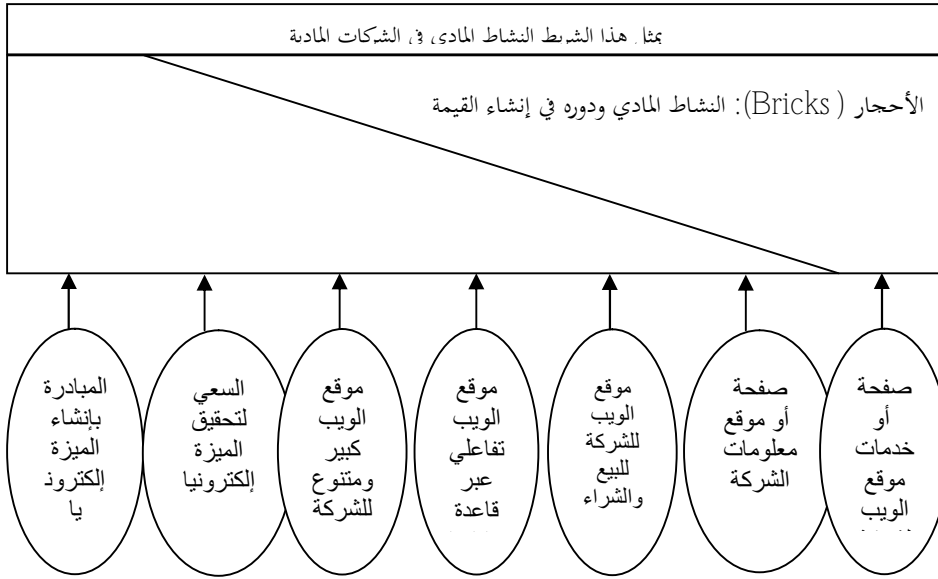 يمثل هذا الشريط النشاط المادي في الشركات المادية
الأحجار (Bricks): النشاط المادي ودوره في إنشاء القيمة
صفحة
أو
خدمات
موقع
الويب
صفحة
أو موقع
معلومات
الشركة
موقع
الويب
للشركة
للبيع
والشراء
موقع
الويب
تفاعلي
عبر
قاعدة
موقع
الويب
كبير
ومتنوع
للشركة
السعي
لتحقيق
الميزة
إلكترونيا
المبادرة
بإنشاء
الميزة
إلكترونـ
يا